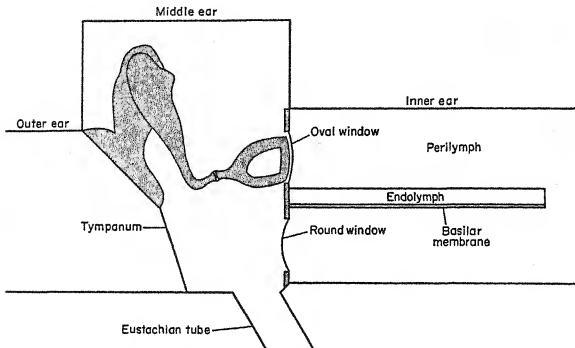 Middle ear
Outer ear
Inner ear
Oval window
Perilymph
Endolymph
Tympanum
Round window
Basilar
membrane
Eustachian tube